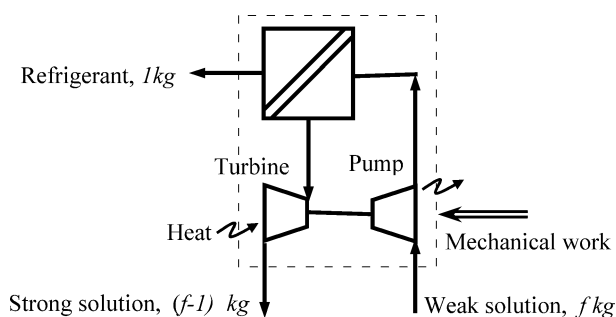 Refrigerant, 1kg
Turbine
Pump
Heat
Mechanical work
Strong solution, (f-1) kg
Weak solution, f kg